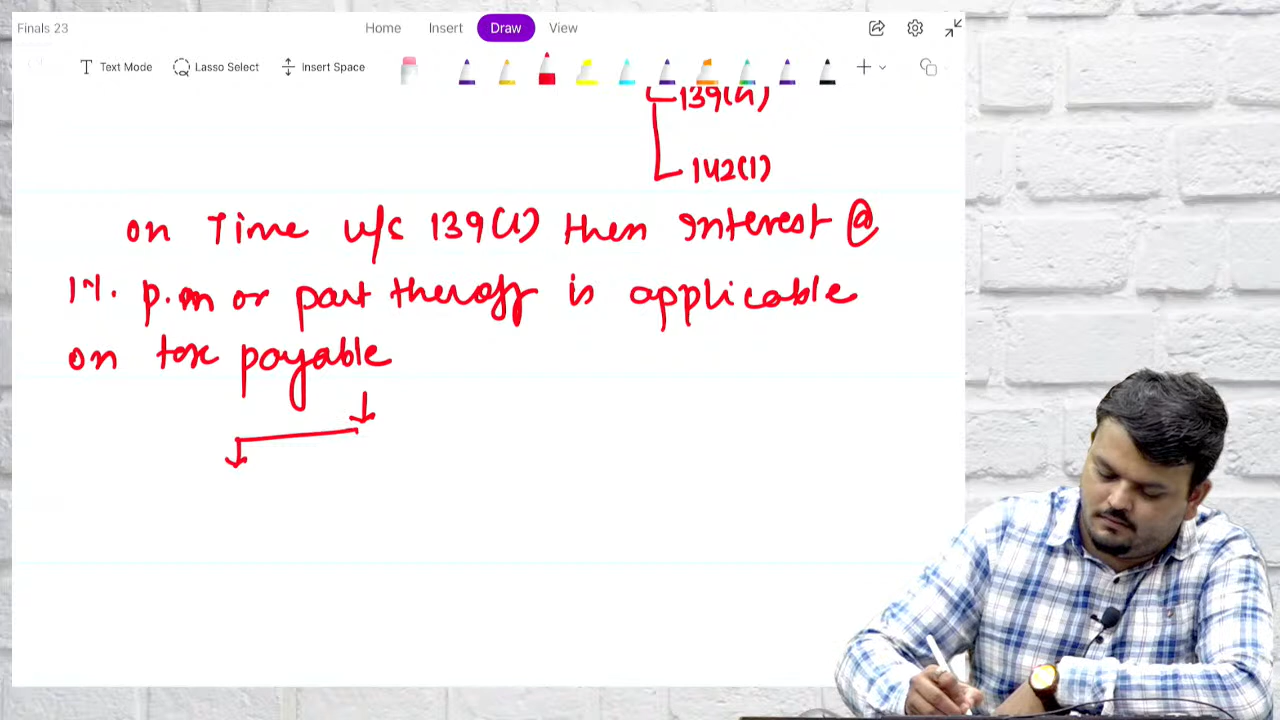 Finals 23
Home Insert Draw View
Text Mode Lasso Select Insert Space
139(4)
142(1)
on Time u/s 139(1) then Interest @
1%. p.m or part theroff is applicable
on tax payable